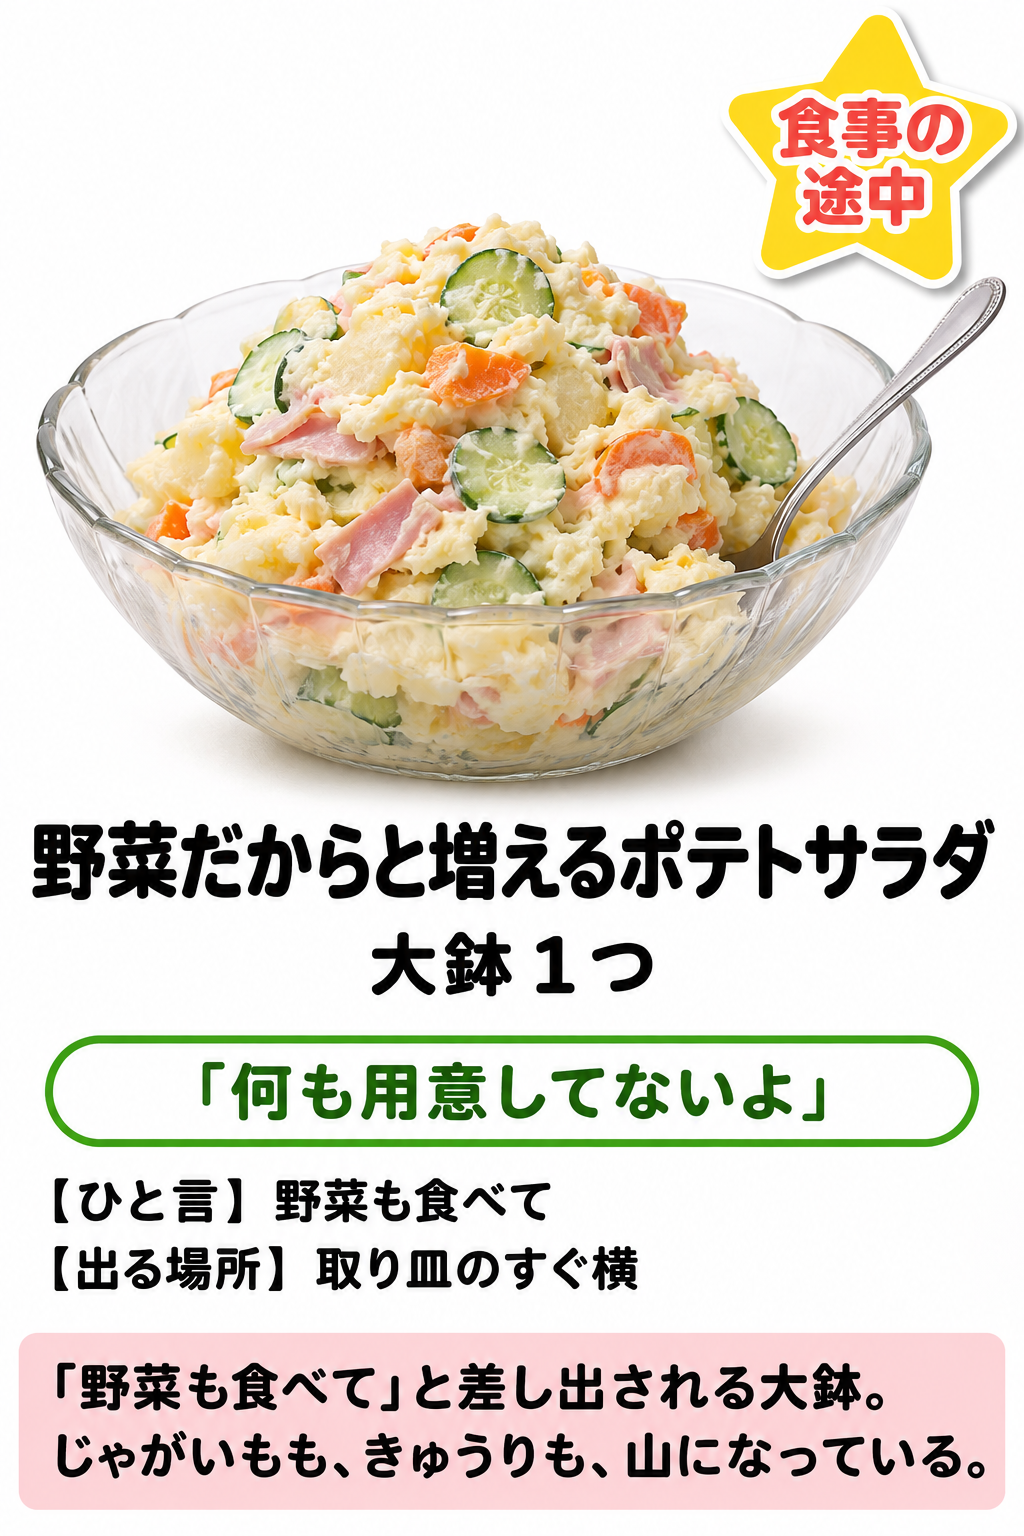 食事の
途中
野菜だからと増えるポテトサラダ
大鉢1つ
「何も用意してないよ」
【ひと言】野菜も食べて
【出る場所】取り皿のすぐ横
「野菜も食べて」と差し出される大鉢。
じゃがいもも、きゅうりも、山になっている。